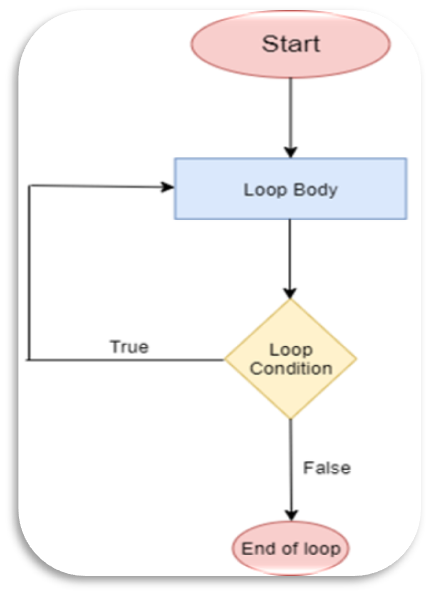 Start
Loop Body
Loop
Condition
True
False
End of loop